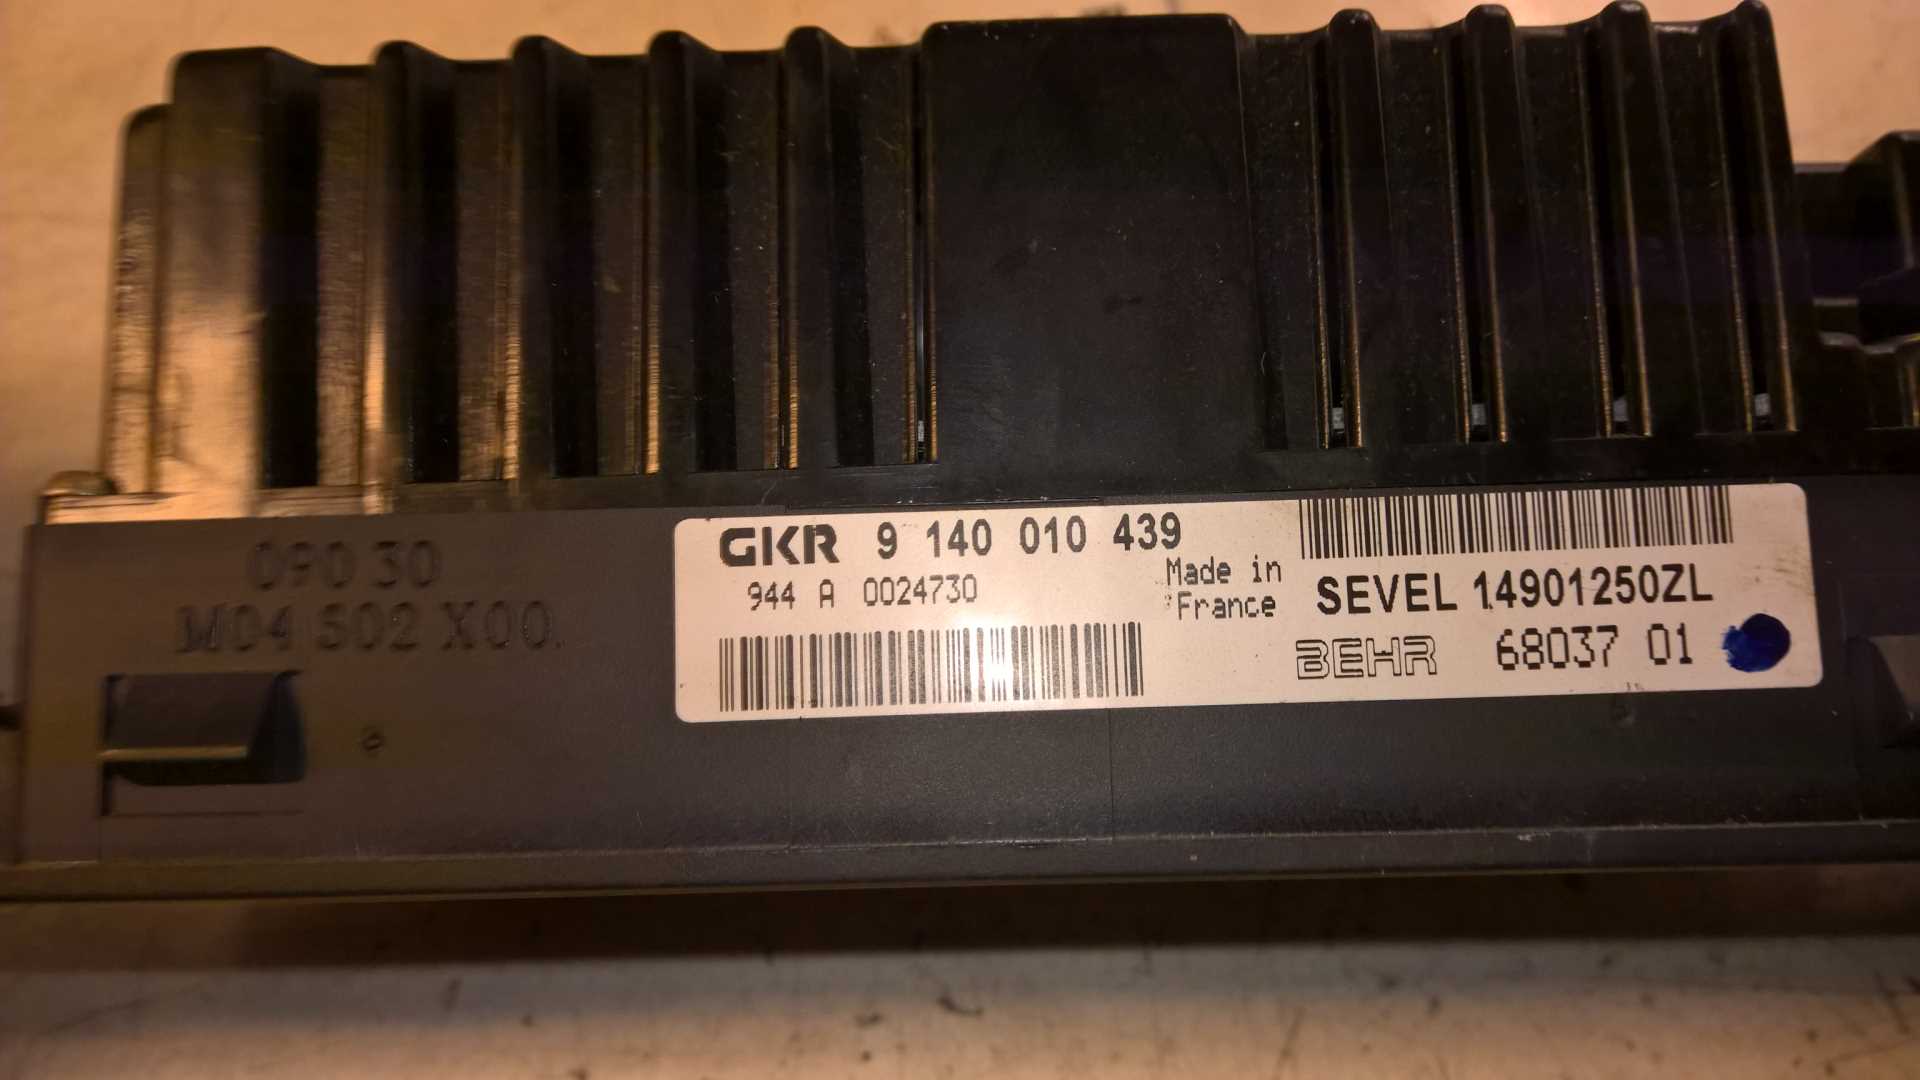 090 30
M04 S02 X00.
GKR 9 140 010 439
944 A 0024730
Made in
France
SEVEL 14901250ZL
BEHR 68037 01